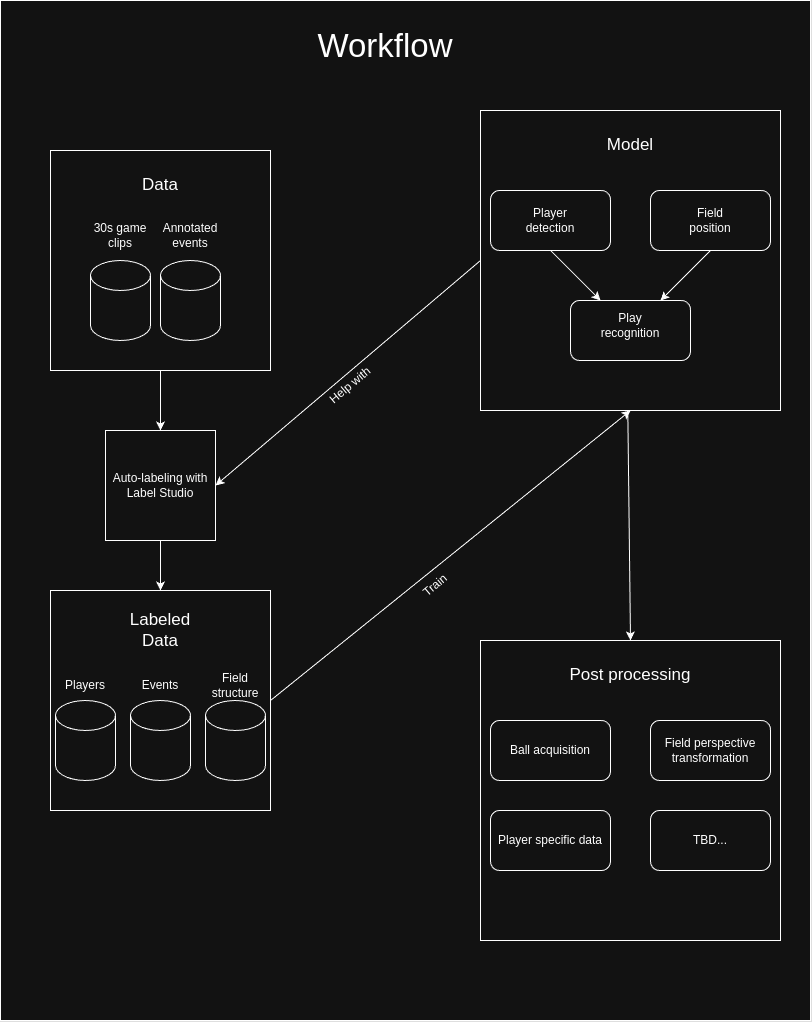 Workflow
Data
30s game
clips
Annotated
events
Auto-labeling with
Label Studio
Labeled
Data
Players
Events
Field
structure
Help with
Train
Model
Player
detection
Field
position
Play
recognition
Post processing
Ball acquisition
Field perspective
transformation
Player specific data
TBD...